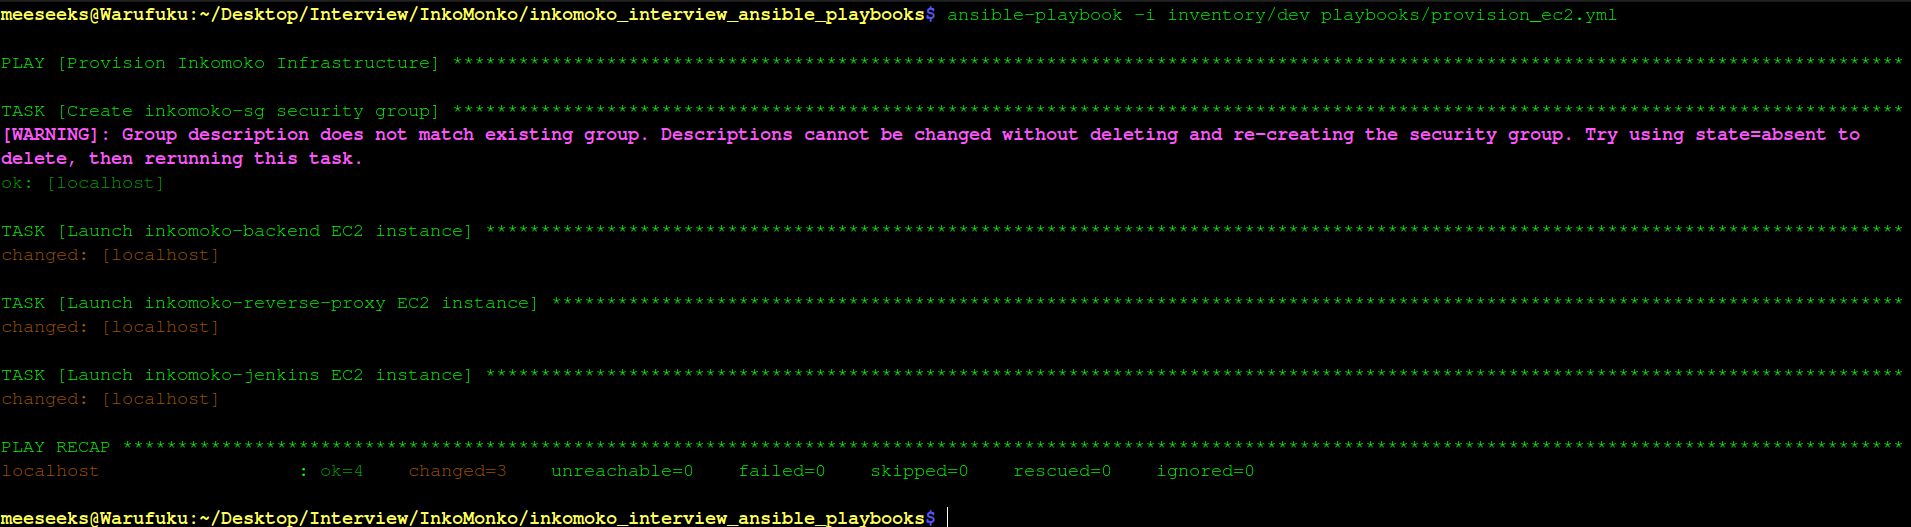 meeseeks@Warufuku:~/Desktop/Interview/InkoMonko/inkomoko_interview_ansible_playbooks$ ansible-playbook -i inventory/dev playbooks/provision_ec2.yml
PLAY [Provision Inkomoko Infrastructure] ************************************************************************************************************************************
TASK [Create inkomoko-sg security group] ************************************************************************************************************************************
[WARNING]: Group description does not match existing group. Descriptions cannot be changed without deleting and re-creating the security group. Try using state=absent to
delete, then rerunning this task.
ok: [localhost]
TASK [Launch inkomoko-backend EC2 instance] *********************************************************************************************************************************
changed: [localhost]
TASK [Launch inkomoko-reverse-proxy EC2 instance] ***************************************************************************************************************************
changed: [localhost]
TASK [Launch inkomoko-jenkins EC2 instance] *********************************************************************************************************************************
changed: [localhost]
PLAY RECAP ******************************************************************************************************************************************************************
localhost : ok=4 changed=3 unreachable=0 failed=0 skipped=0 rescued=0 ignored=0
meeseeks@Warufuku:~/Desktop/Interview/InkoMonko/inkomoko_interview_ansible_playbooks$